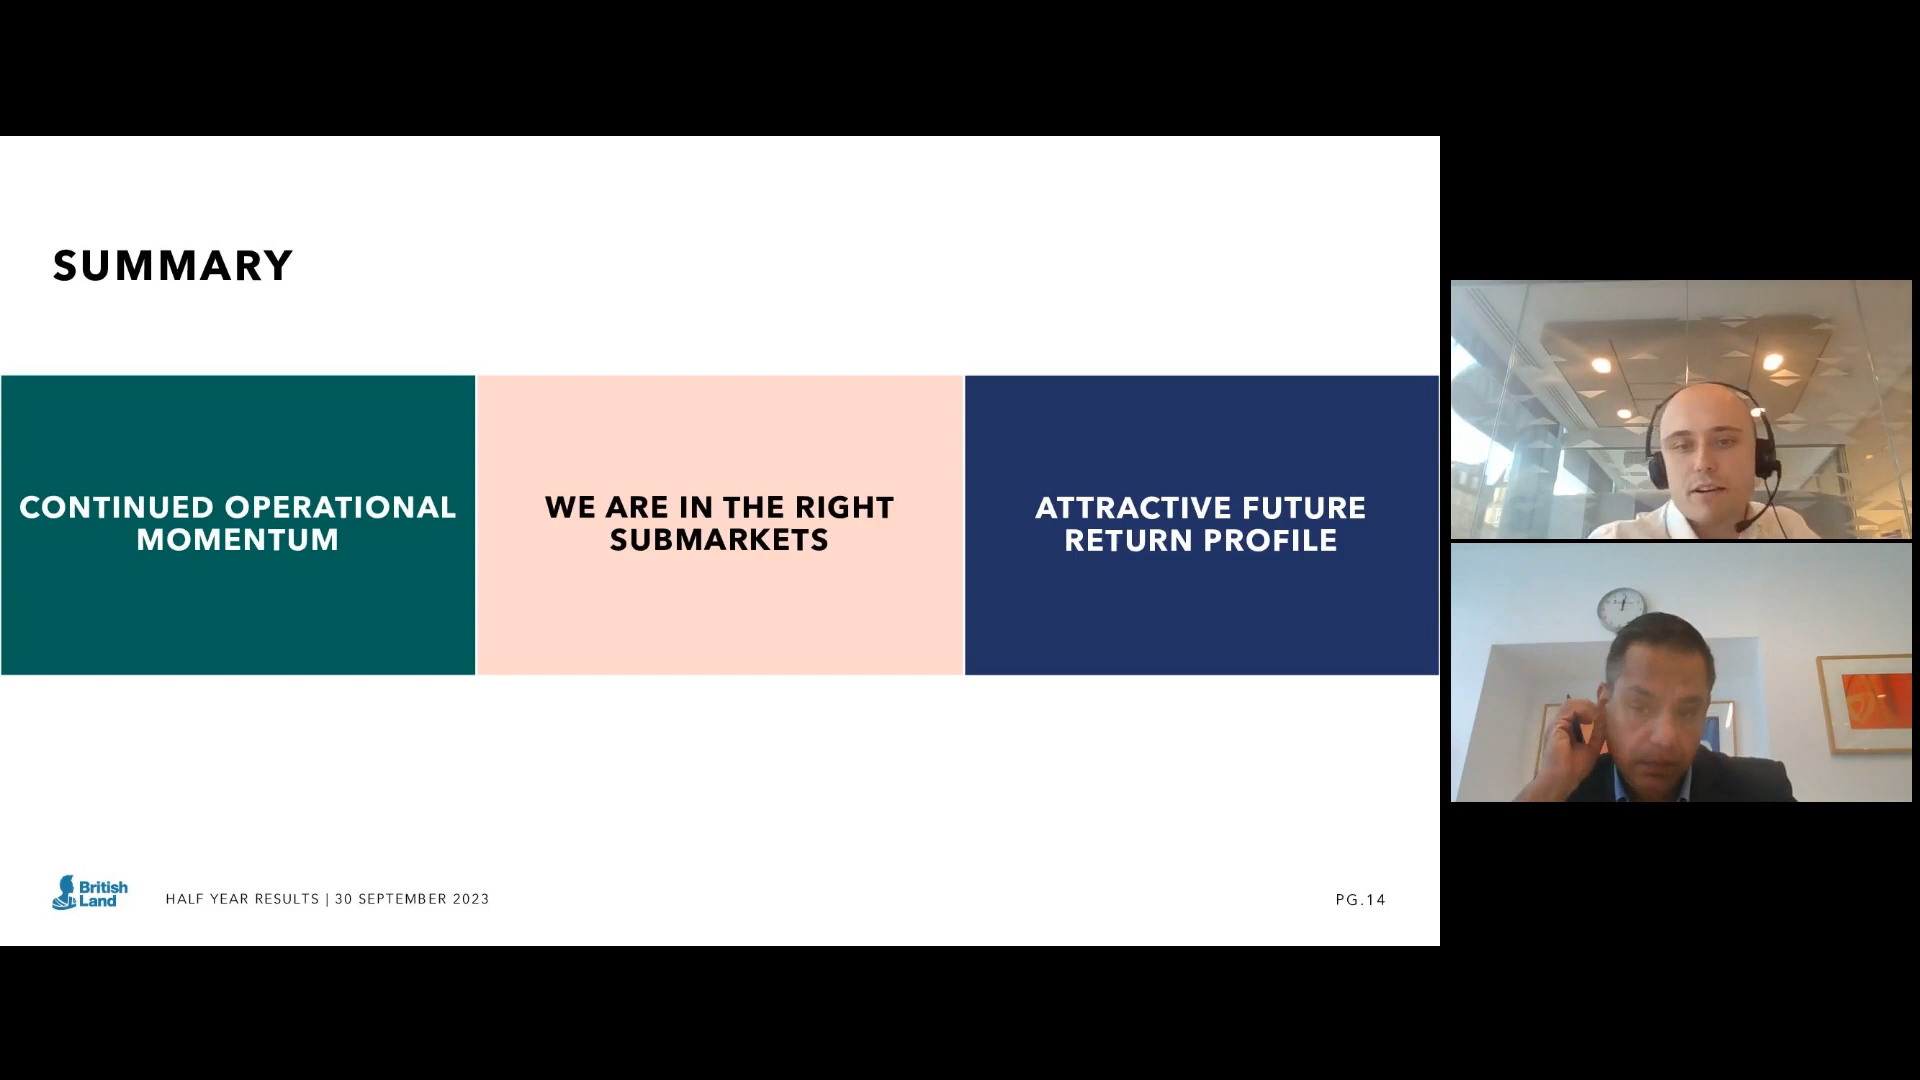 SUMMARY
CONTINUED OPERATIONAL
MOMENTUM
WE ARE IN THE RIGHT
SUBMARKETS
ATTRACTIVE FUTURE
RETURN PROFILE
British
Land
HALF YEAR RESULTS | 30 SEPTEMBER 2023
PG.14